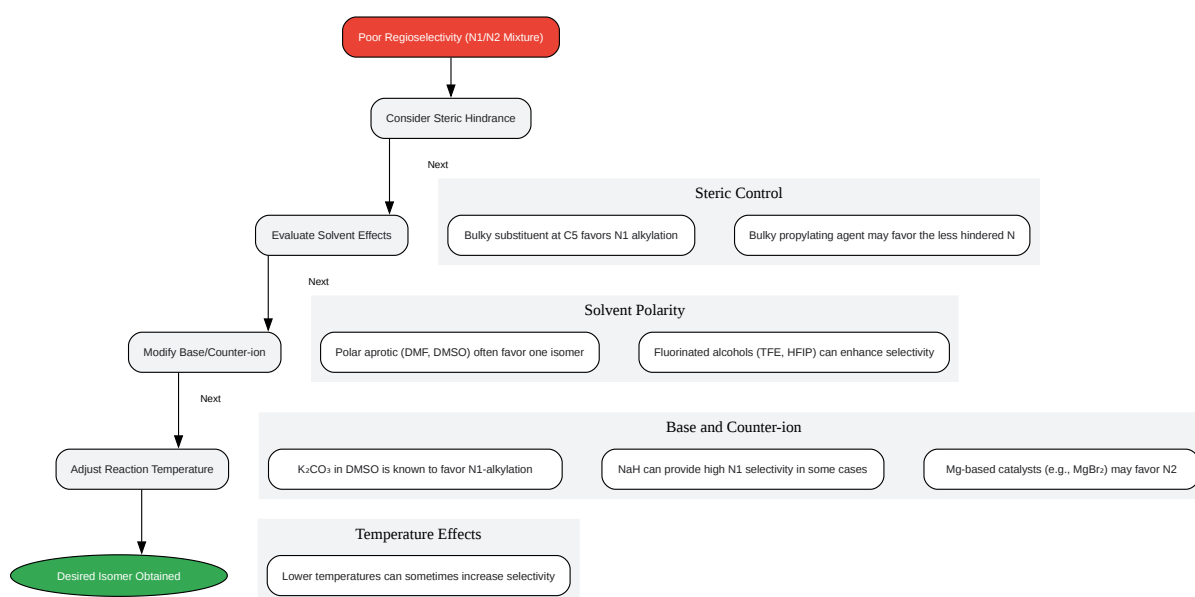 Poor Regioselectivity (N1/N2 Mixture)
Consider Steric Hindrance
Next
Steric Control
Evaluate Solvent Effects
Bulky substituent at C5 favors N1 alkylation
Bulky propylating agent may favor the less hindered N
Next
Solvent Polarity
Modify Base/Counter-ion
Polar aprotic (DMF, DMSO) often favor one isomer
Fluorinated alcohols (TFE, HFIP) can enhance selectivity
Next
Base and Counter-ion
Adjust Reaction Temperature
K₂CO₃ in DMSO is known to favor N1-alkylation
NaH can provide high N1 selectivity in some cases
Mg-based catalysts (e.g., MgBr₂) may favor N2
Temperature Effects
Desired Isomer Obtained
Lower temperatures can sometimes increase selectivity